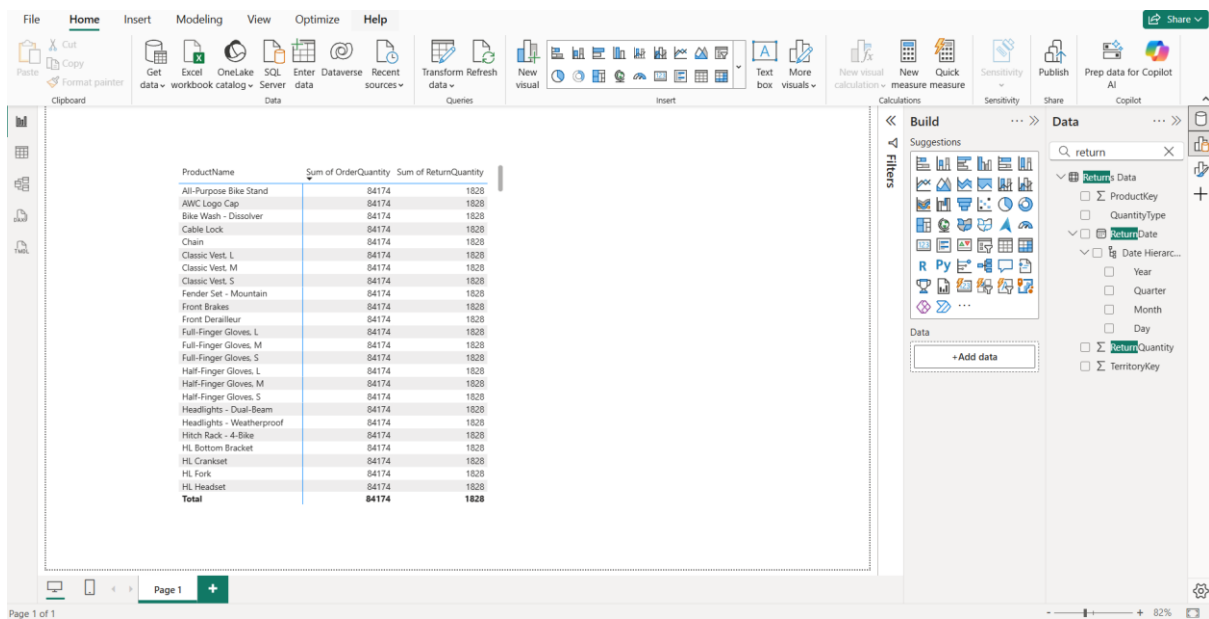 File Home Insert Modeling View Optimize Help
Share
Paste
Cut
Copy
Format painter
Clipboard
Get data
Excel workbook
OneLake catalog
SQL Server
Enter data
Dataverse
Recent sources
Data
Transform data
Refresh
Queries
New visual
Text box
More visuals
Insert
New visual calculation
New measure
Quick measure
Calculations
Sensitivity
Sensitivity
Publish
Share
Prep data for AI
Copilot
Copilot
ProductName Sum of OrderQuantity Sum of ReturnQuantity
All-Purpose Bike Stand 84174 1828
AWC Logo Cap 84174 1828
Bike Wash - Dissolver 84174 1828
Cable Lock 84174 1828
Chain 84174 1828
Classic Vest, L 84174 1828
Classic Vest, M 84174 1828
Classic Vest, S 84174 1828
Fender Set - Mountain 84174 1828
Front Brakes 84174 1828
Front Derailleur 84174 1828
Full-Finger Gloves, L 84174 1828
Full-Finger Gloves, M 84174 1828
Full-Finger Gloves, S 84174 1828
Half-Finger Gloves, L 84174 1828
Half-Finger Gloves, M 84174 1828
Half-Finger Gloves, S 84174 1828
Headlights - Dual-Beam 84174 1828
Headlights - Weatherproof 84174 1828
Hitch Rack - 4-Bike 84174 1828
HL Bottom Bracket 84174 1828
HL Crankset 84174 1828
HL Fork 84174 1828
HL Headset 84174 1828
Total 84174 1828
Filters
Build
Suggestions
R Py
123
Data
+Add data
Data
return
Returns Data
ProductKey
QuantityType
ReturnDate
Date Hierarc...
Year
Quarter
Month
Day
ReturnQuantity
TerritoryKey
DAX
TMDL
Page 1
Page 1 of 1
82%